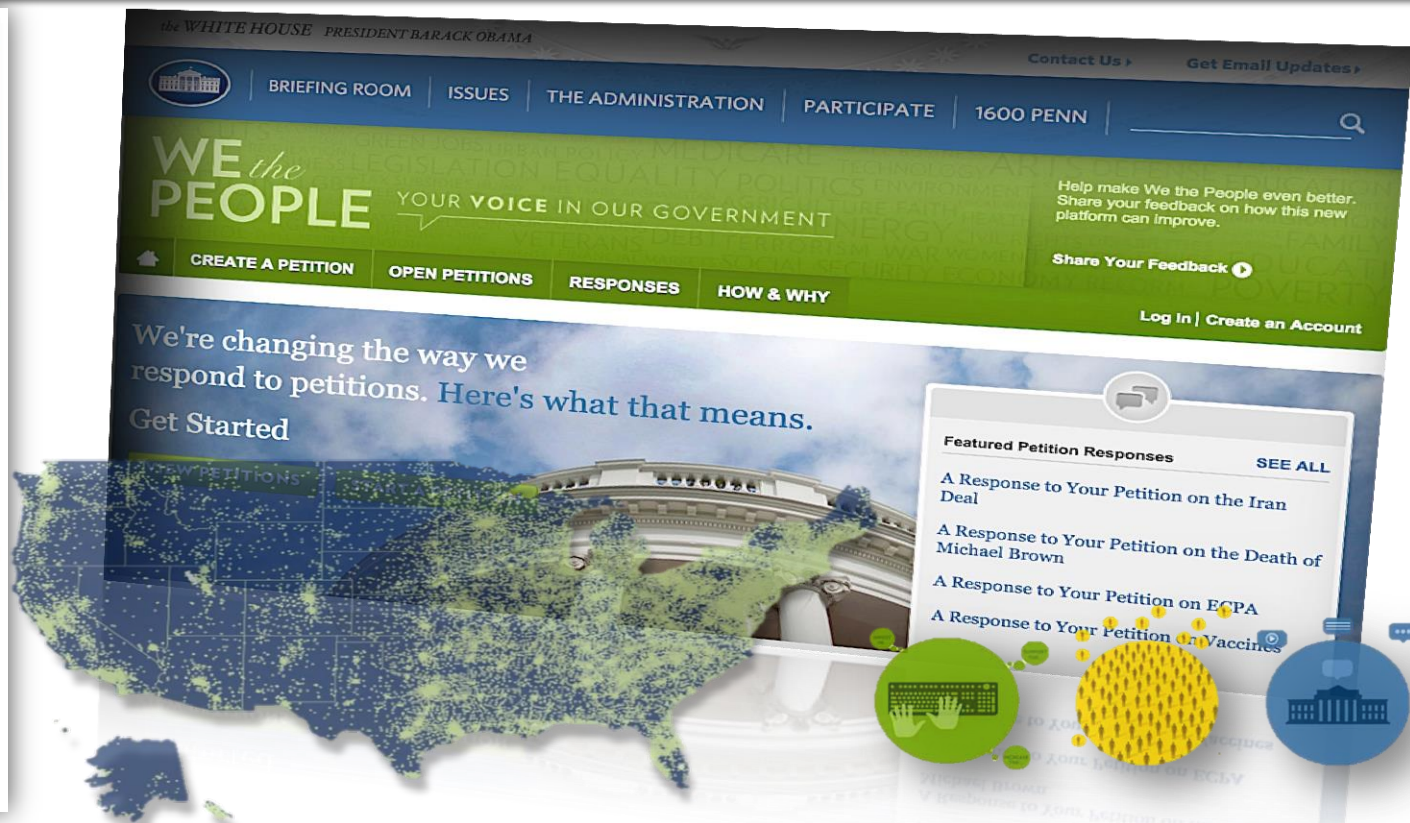 the WHITE HOUSE PRESIDENT BARACK OBAMA
Contact Us
Get Email Updates
BRIEFING ROOM
ISSUES
THE ADMINISTRATION
PARTICIPATE
1600 PENN
WE the
PEOPLE
YOUR VOICE IN OUR GOVERNMENT
Help make We the People even better.
Share your feedback on how this new
platform can improve.
Share Your Feedback
CREATE A PETITION
OPEN PETITIONS
RESPONSES
HOW & WHY
Log In | Create an Account
We're changing the way we
respond to petitions. Here's what that means.
Get Started
VIEW PETITIONS
Featured Petition Responses
SEE ALL
A Response to Your Petition on the Iran
Deal
A Response to Your Petition on the Death of
Michael Brown
A Response to Your Petition on ECPA
A Response to Your Petition on Vaccines